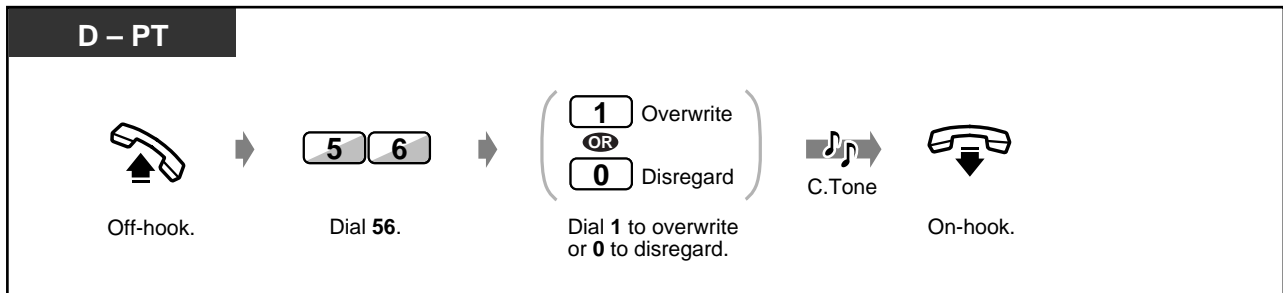 D – PT
5 6
1 Overwrite
OR
0 Disregard
C.Tone
Off-hook.
Dial 56.
Dial 1 to overwrite
or 0 to disregard.
On-hook.